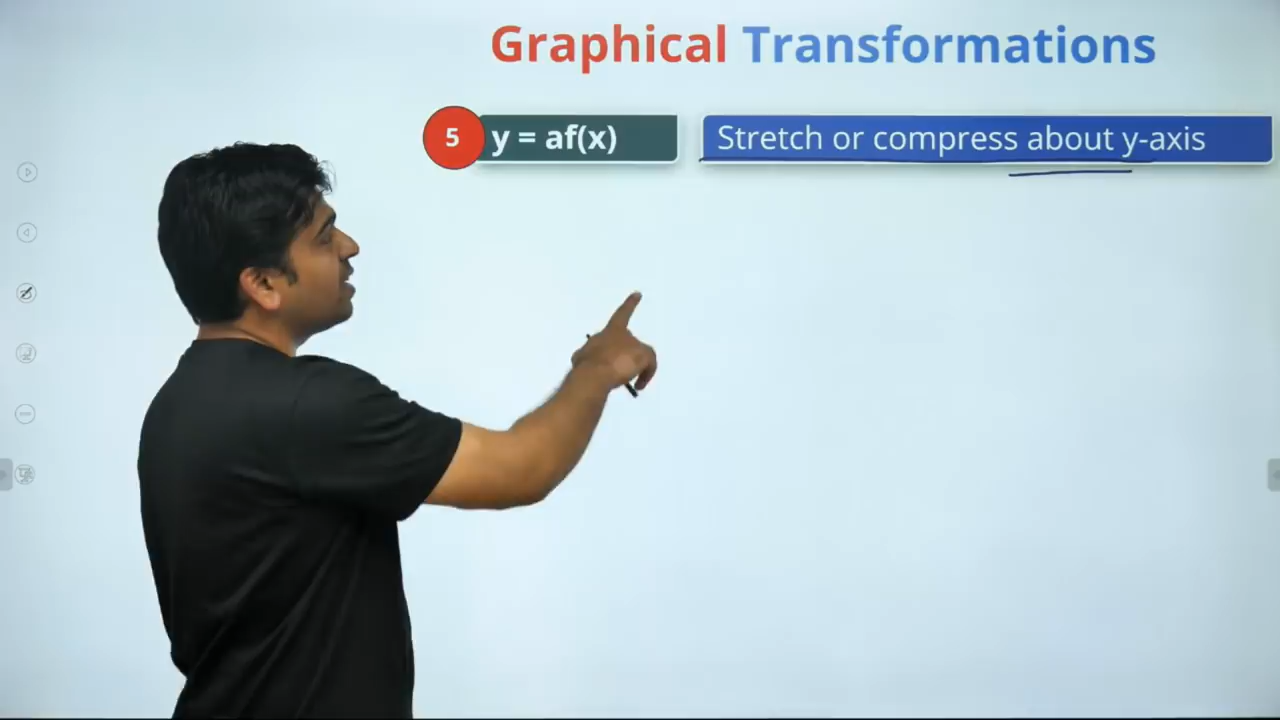 Graphical Transformations
5 y = af(x) Stretch or compress about y-axis